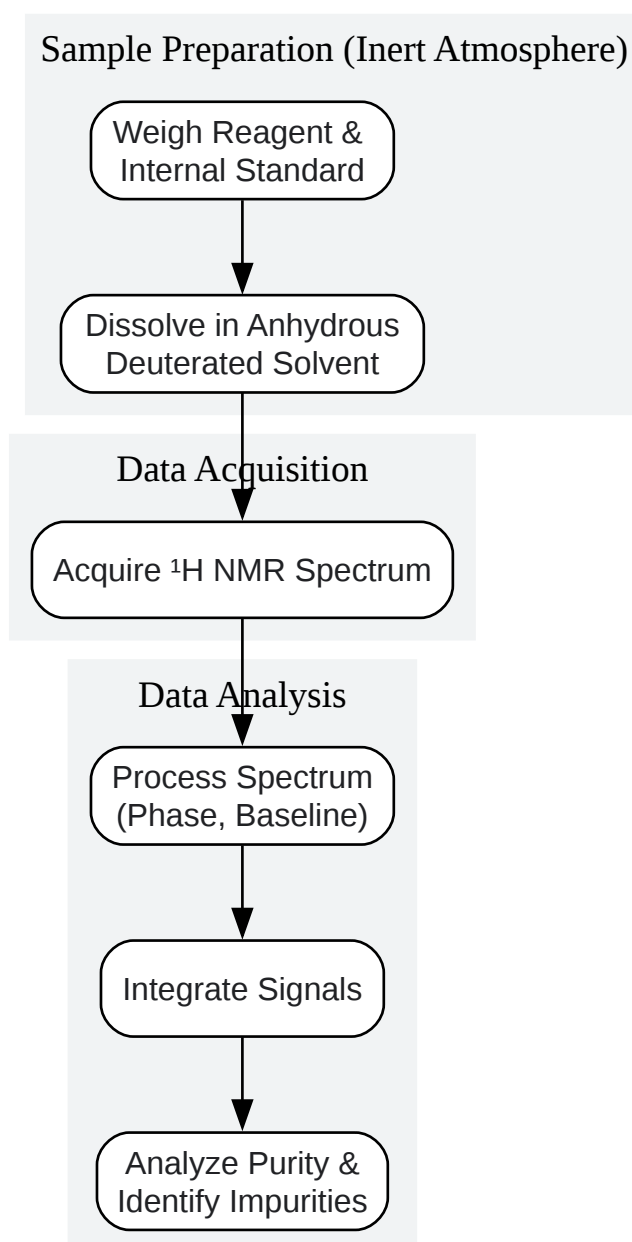 Sample Preparation (Inert Atmosphere)
Weigh Reagent &
Internal Standard
Dissolve in Anhydrous
Deuterated Solvent
Data Acquisition
Acquire ¹H NMR Spectrum
Data Analysis
Process Spectrum
(Phase, Baseline)
Integrate Signals
Analyze Purity &
Identify Impurities